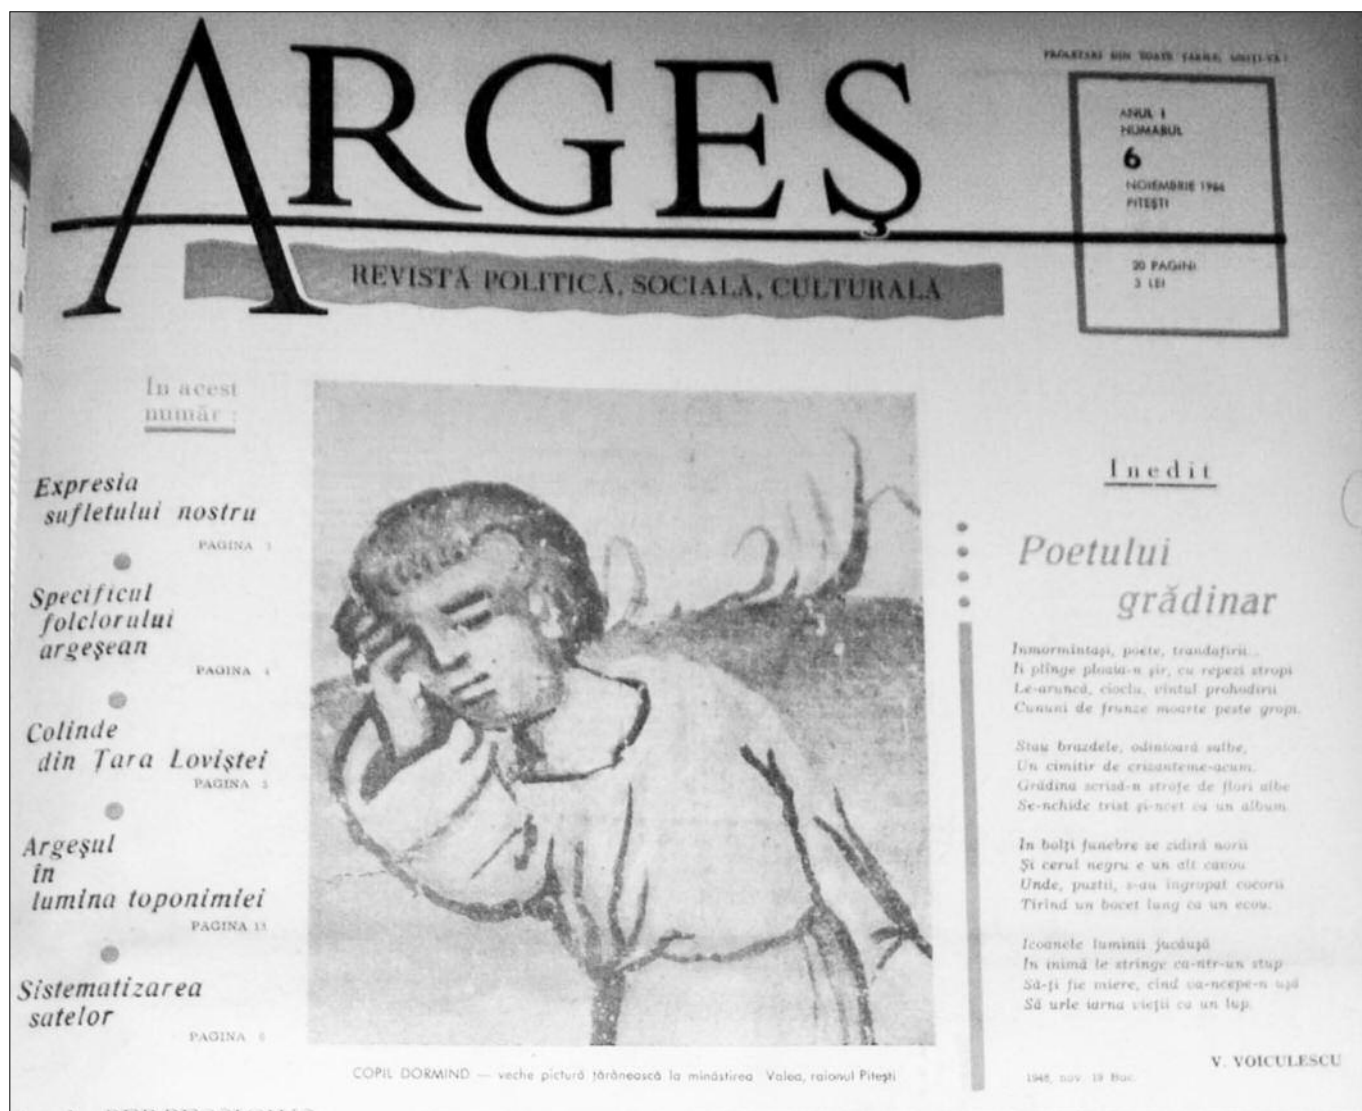 ARGEȘ
PROLETARI DIN TOATE ȚĂRILE, UNIȚI-VĂ !
ANUL I
NUMĂRUL
6
NOIEMBRIE 1966
PITEȘTI
20 PAGINI
3 LEI
REVISTĂ POLITICĂ, SOCIALĂ, CULTURALĂ
In acest
număr :
Expresia
sufletului nostru
PAGINA 3
Specificul
folclorului
argeșean
PAGINA 4
Colinde
din Țara Loviștei
PAGINA 5
Argeșul
în
lumina toponimiei
PAGINA 13
Sistematizarea
satelor
PAGINA 6
COPIL DORMIND — veche pictură țărănească la mînăstirea Valea, raionul Pitești
Inedit
Poetului
grădinar
Inmormîntași, poete, trandafirii...
Ii plînge ploaia-n șir, cu repezi stropi
Le-aruncă, cioclu, vîntul prohodirii
Cununi de frunze moarte peste gropi.
Stau brazdele, odinioară salbe,
Un cimitir de crizanteme-acum.
Grădina scrisă-n strofe de flori albe
Se-nchide trist și-ncet ca un album
In bolți funebre se zidiră norii
Și cerul negru e un alt cavou
Unde, pustii, s-au îngropat cocorii
Tîrînd un bocet lung ca un ecou.
Icoanele luminii jucăușă
In inimă le strînge ca-ntr-un stup
Să-ți fie miere, cînd va-ncepe-n ușă
Să urle iarna vieții ca un lup.
V. VOICULESCU
1946, nov. 19 Buc.